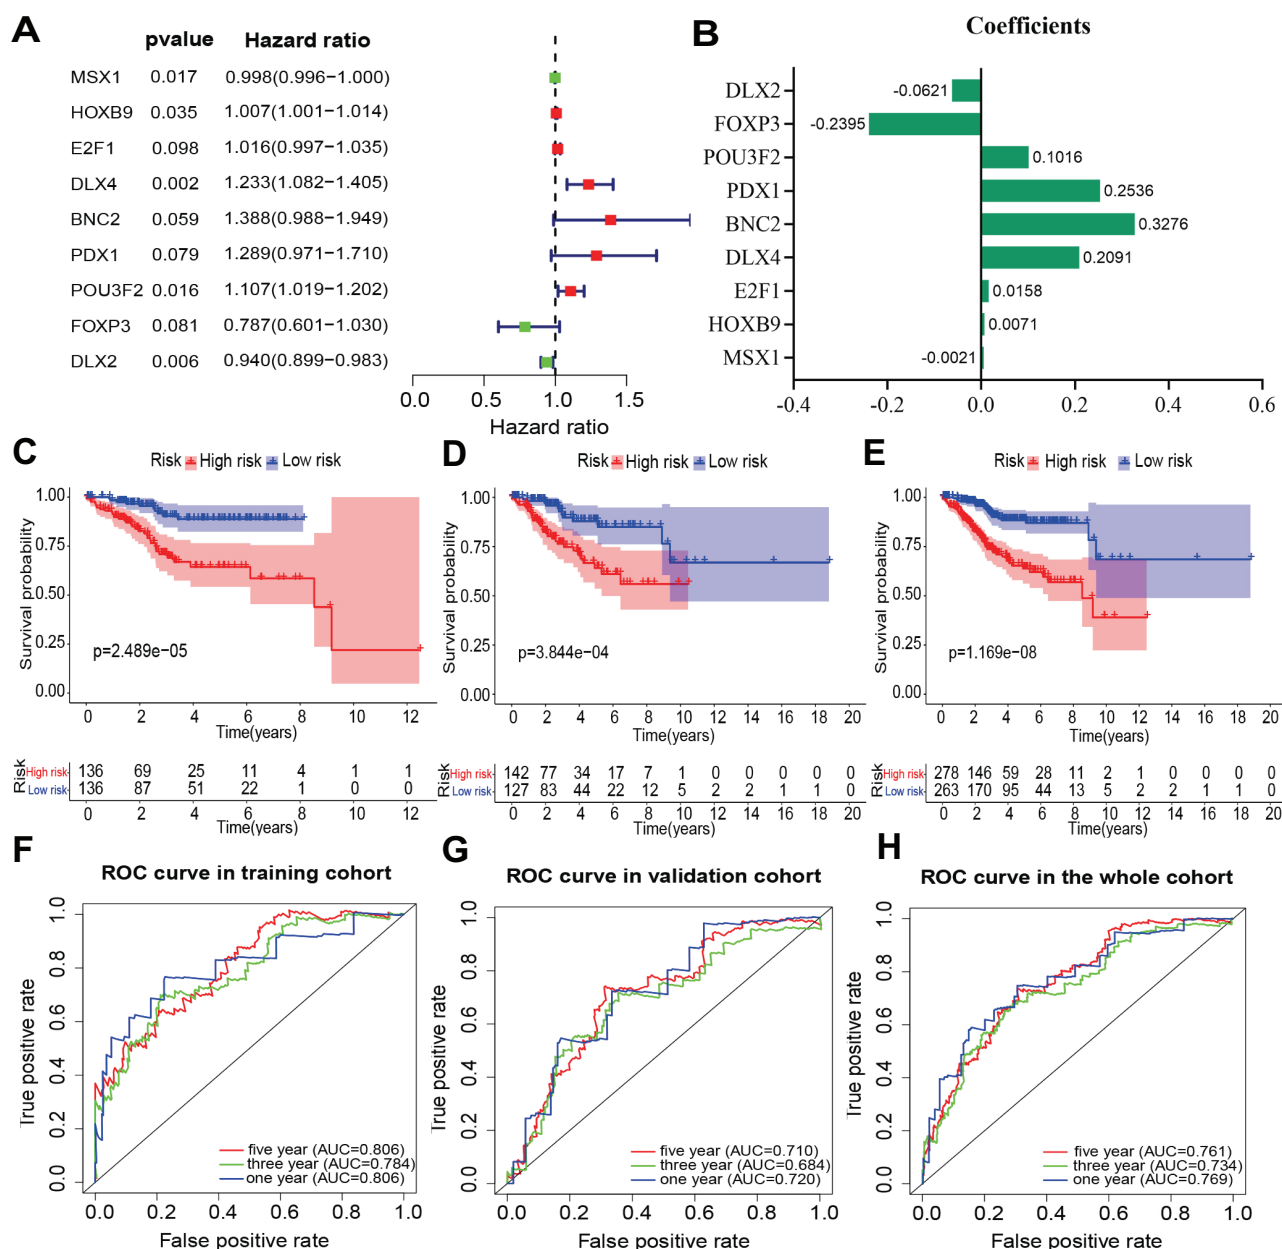 A
pvalue Hazard ratio
MSX1 0.017 0.998(0.996−1.000)
HOXB9 0.035 1.007(1.001−1.014)
E2F1 0.098 1.016(0.997−1.035)
DLX4 0.002 1.233(1.082−1.405)
BNC2 0.059 1.388(0.988−1.949)
PDX1 0.079 1.289(0.971−1.710)
POU3F2 0.016 1.107(1.019−1.202)
FOXP3 0.081 0.787(0.601−1.030)
DLX2 0.006 0.940(0.899−0.983)
0.0 0.5 1.0 1.5
Hazard ratio
B
Coefficients
DLX2 -0.0621
FOXP3 -0.2395
POU3F2 0.1016
PDX1 0.2536
BNC2 0.3276
DLX4 0.2091
E2F1 0.0158
HOXB9 0.0071
MSX1 -0.0021
-0.4 -0.2 0.0 0.2 0.4 0.6
C
Risk High risk Low risk
Survival probability
1.00
0.75
0.50
0.25
0.00
p=2.489e−05
0 2 4 6 8 10 12
Time(years)
Risk
High risk 136 69 25 11 4 1 1
Low risk 136 87 51 22 1 0 0
0 2 4 6 8 10 12
Time(years)
D
Risk High risk Low risk
Survival probability
1.00
0.75
0.50
0.25
0.00
p=3.844e−04
0 2 4 6 8 10 12 14 16 18 20
Time(years)
Risk
High risk 142 77 34 17 7 1 0 0 0 0 0
Low risk 127 83 44 22 12 5 2 2 1 1 0
0 2 4 6 8 10 12 14 16 18 20
Time(years)
E
Risk High risk Low risk
Survival probability
1.00
0.75
0.50
0.25
0.00
p=1.169e−08
0 2 4 6 8 10 12 14 16 18 20
Time(years)
Risk
High risk 278 146 59 28 11 2 1 0 0 0 0
Low risk 263 170 95 44 13 5 2 2 1 1 0
0 2 4 6 8 10 12 14 16 18 20
Time(years)
F
ROC curve in training cohort
True positive rate
1.0
0.8
0.6
0.4
0.2
0.0
five year (AUC=0.806)
three year (AUC=0.784)
one year (AUC=0.806)
0.0 0.2 0.4 0.6 0.8 1.0
False positive rate
G
ROC curve in validation cohort
True positive rate
1.0
0.8
0.6
0.4
0.2
0.0
five year (AUC=0.710)
three year (AUC=0.684)
one year (AUC=0.720)
0.0 0.2 0.4 0.6 0.8 1.0
False positive rate
H
ROC curve in the whole cohort
True positive rate
1.0
0.8
0.6
0.4
0.2
0.0
five year (AUC=0.761)
three year (AUC=0.734)
one year (AUC=0.769)
0.0 0.2 0.4 0.6 0.8 1.0
False positive rate